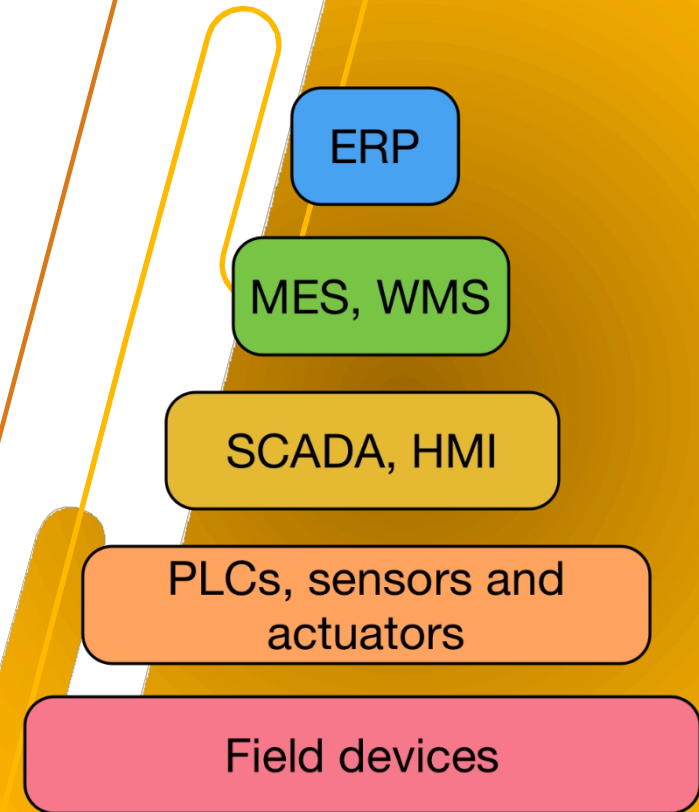 ERP
MES, WMS
SCADA, HMI
PLCs, sensors and
actuators
Field devices